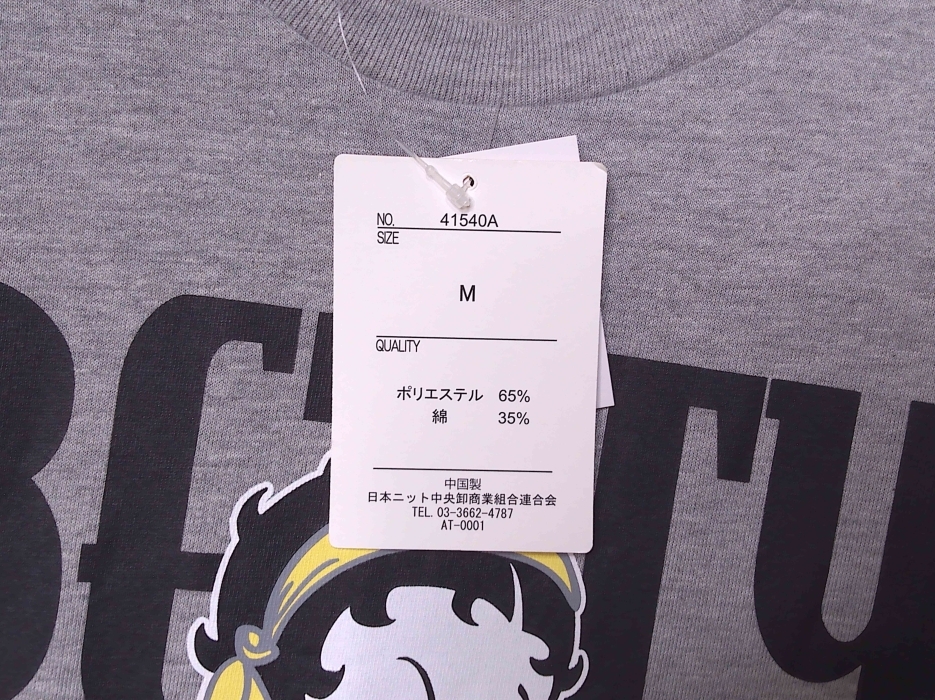 NO. 41540A
SIZE
M
QUALITY
ポリエステル 65%
綿 35%
中国製
日本ニット中央卸商業組合連合会
TEL. 03-3662-4787
AT-0001
BETTY